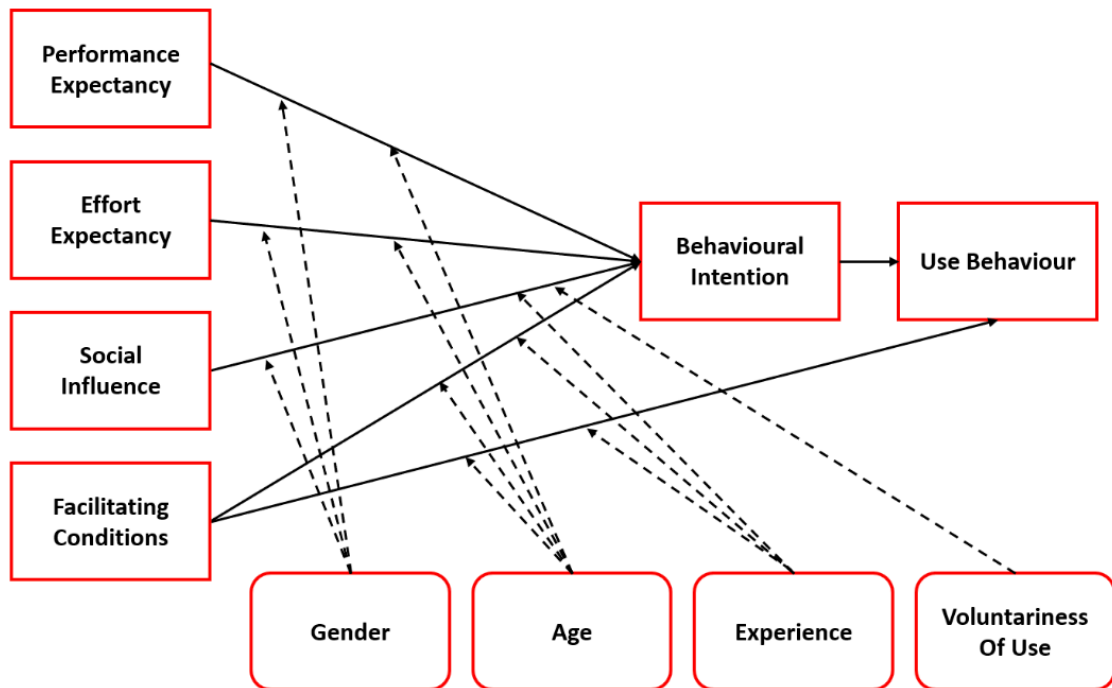 Performance
Expectancy
Effort
Expectancy
Behavioural
Intention
Use Behaviour
Social
Influence
Facilitating
Conditions
Gender
Age
Experience
Voluntariness
Of Use